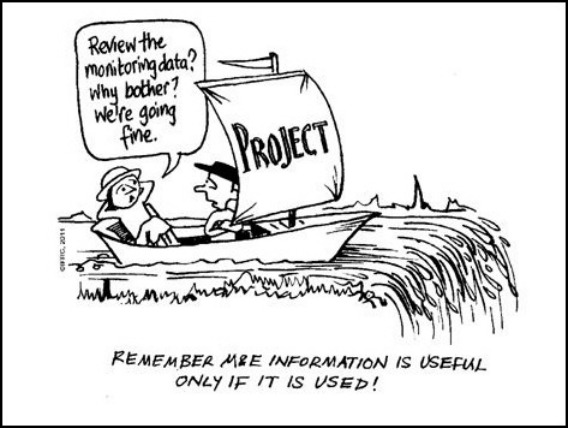 Review the
monitoring data?
Why bother?
We're going
fine.
PROJECT
REMEMBER M&E INFORMATION IS USEFUL
ONLY IF IT IS USED!